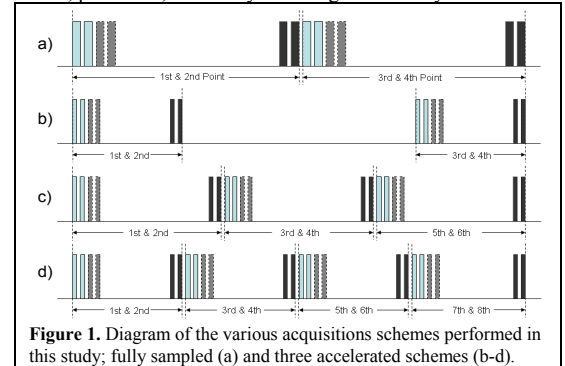 a)
1st & 2nd Point
3rd & 4th Point
b)
1st & 2nd
3rd & 4th
c)
1st & 2nd
3rd & 4th
5th & 6th
d)
1st & 2nd
3rd & 4th
5th & 6th
7th & 8th
Figure 1. Diagram of the various acquisitions schemes performed in
this study; fully sampled (a) and three accelerated schemes (b-d).